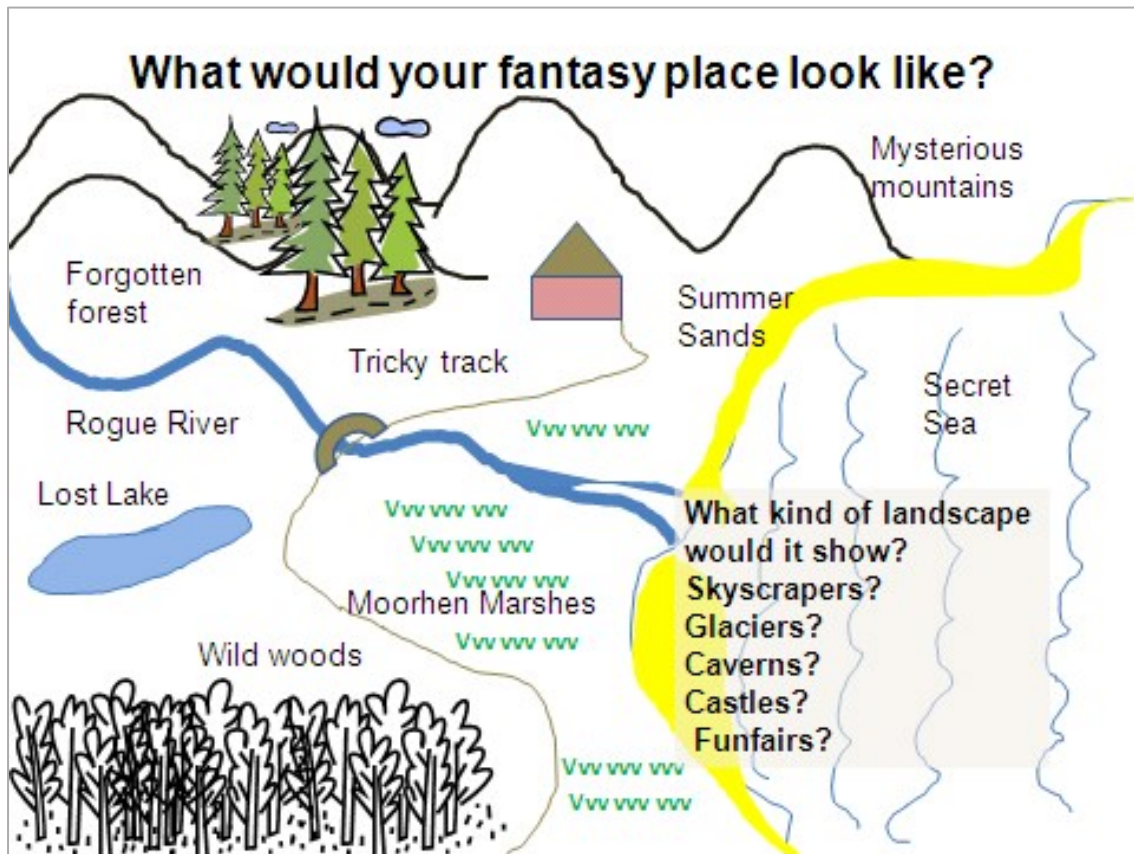 What would your fantasy place look like?
Mysterious
mountains
Forgotten
forest
Summer
Sands
Tricky track
Secret
Sea
Rogue River
Vvv vvv vvv
Lost Lake
Vvv vvv vvv
Vvv vvv vvv
Vvv vvv vvv
Moorhen Marshes
Vvv vvv vvv
What kind of landscape
would it show?
Skyscrapers?
Glaciers?
Caverns?
Castles?
Funfairs?
Wild woods
Vvv vvv vvv
Vvv vvv vvv